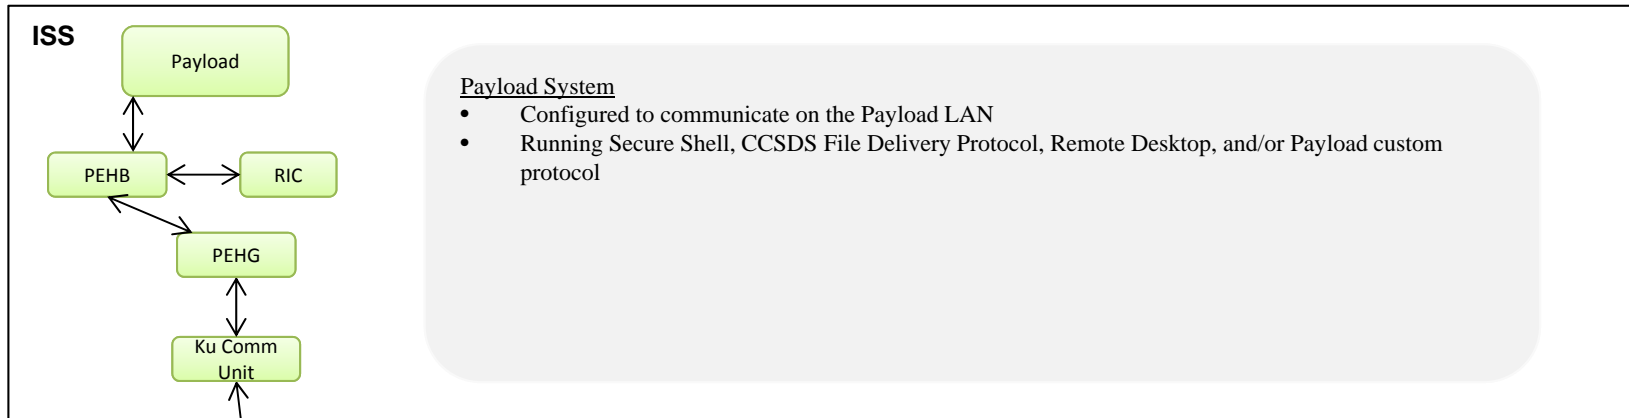 ISS
Payload
PEHB
RIC
PEHG
Ku Comm
Unit
Payload System
• Configured to communicate on the Payload LAN
• Running Secure Shell, CCSDS File Delivery Protocol, Remote Desktop, and/or Payload custom
protocol